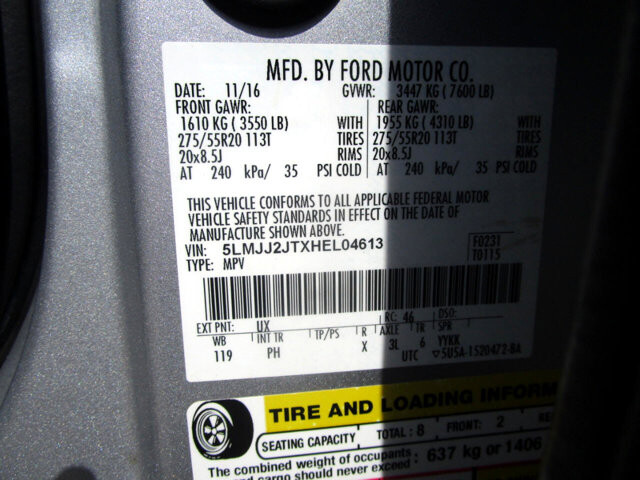 MFD. BY FORD MOTOR CO.
DATE: 11/16 GVWR: 3447 KG ( 7600 LB)
FRONT GAWR: REAR GAWR:
1610 KG ( 3550 LB) WITH 1955 KG ( 4310 LB) WITH
275/55R20 113T TIRES 275/55R20 113T TIRES
20x8.5J RIMS 20x8.5J RIMS
AT 240 kPa/ 35 PSI COLD AT 240 kPa/ 35 PSI COLD
THIS VEHICLE CONFORMS TO ALL APPLICABLE FEDERAL MOTOR
VEHICLE SAFETY STANDARDS IN EFFECT ON THE DATE OF
MANUFACTURE SHOWN ABOVE.
VIN: 5LMJJ2JTXHEL04613 F0231
TYPE: MPV T0115
EXT PNT: UX RC: 46 DSO:
WB INT TR TP/PS R AXLE TR SPR
119 PH X 3L 6 YYKK
UTC ▽5U5A-1520472-BA
TIRE AND LOADING INFORM
SEATING CAPACITY TOTAL: 8 FRONT: 2
The combined weight of occupants
and cargo should never exceed: 637 kg or 1406